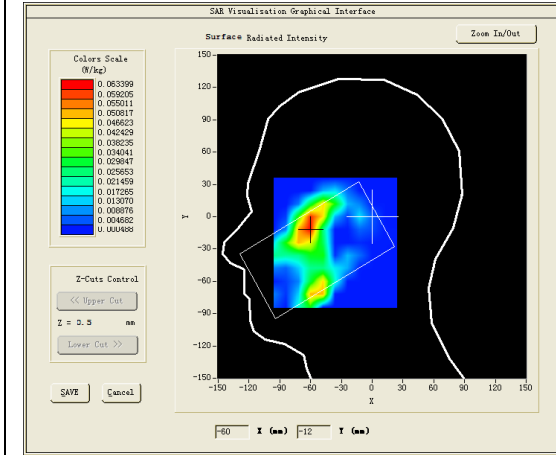 SAR Visualisation Graphical Interface
Surface Radiated Intensity
Zoom In/Out
Colors Scale
(W/kg)
0.063399
0.059205
0.055011
0.050817
0.046623
0.042429
0.038235
0.034041
0.029847
0.025653
0.021459
0.017265
0.013070
0.008876
0.004682
0.000488
150
120
90
60
30
Y 0
-30
-60
-90
-120
-150
-150 -120 -90 -60 -30 0 30 60 90 120 150
X
Z-Cuts Control
<< Upper Cut
Z = 0.5 mm
Lower Cut >>
SAVE Cancel
-60 X (mm) -12 Y (mm)